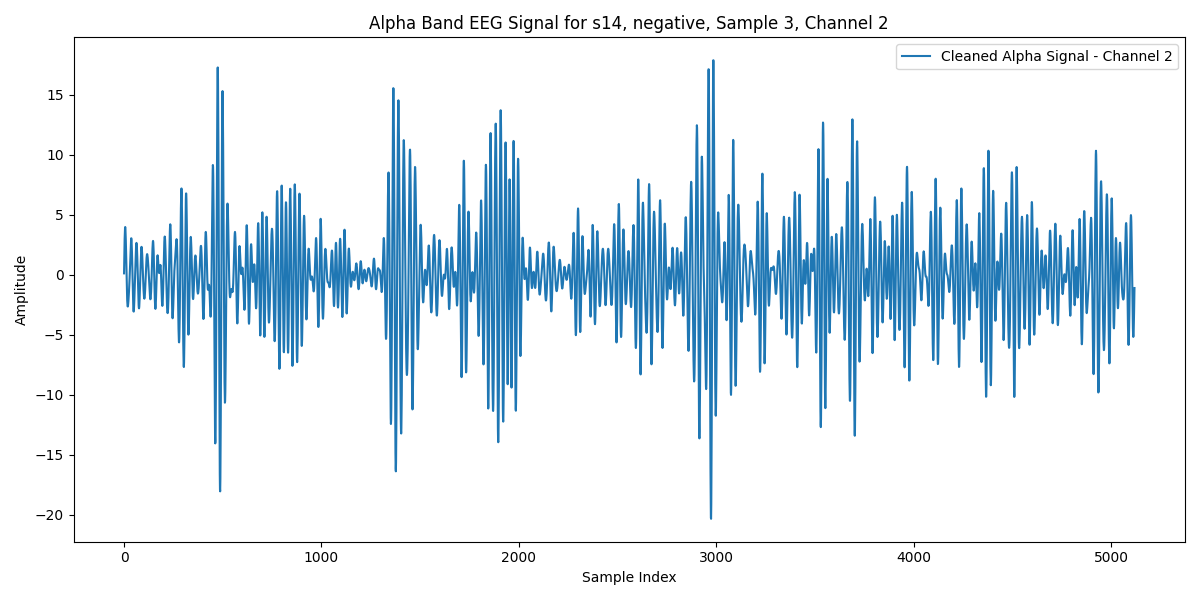 Alpha Band EEG Signal for s14, negative, Sample 3, Channel 2
Cleaned Alpha Signal - Channel 2
Amplitude
15
10
5
0
−5
−10
−15
−20
0 1000 2000 3000 4000 5000
Sample Index